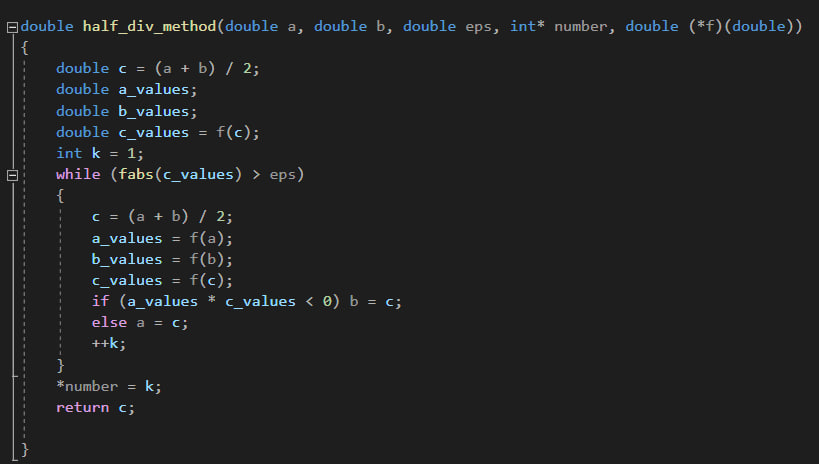 double half_div_method(double a, double b, double eps, int* number, double (*f)(double))
{
    double c = (a + b) / 2;
    double a_values;
    double b_values;
    double c_values = f(c);
    int k = 1;
    while (fabs(c_values) > eps)
    {
        c = (a + b) / 2;
        a_values = f(a);
        b_values = f(b);
        c_values = f(c);
        if (a_values * c_values < 0) b = c;
        else a = c;
        ++k;
    }
    *number = k;
    return c;
}